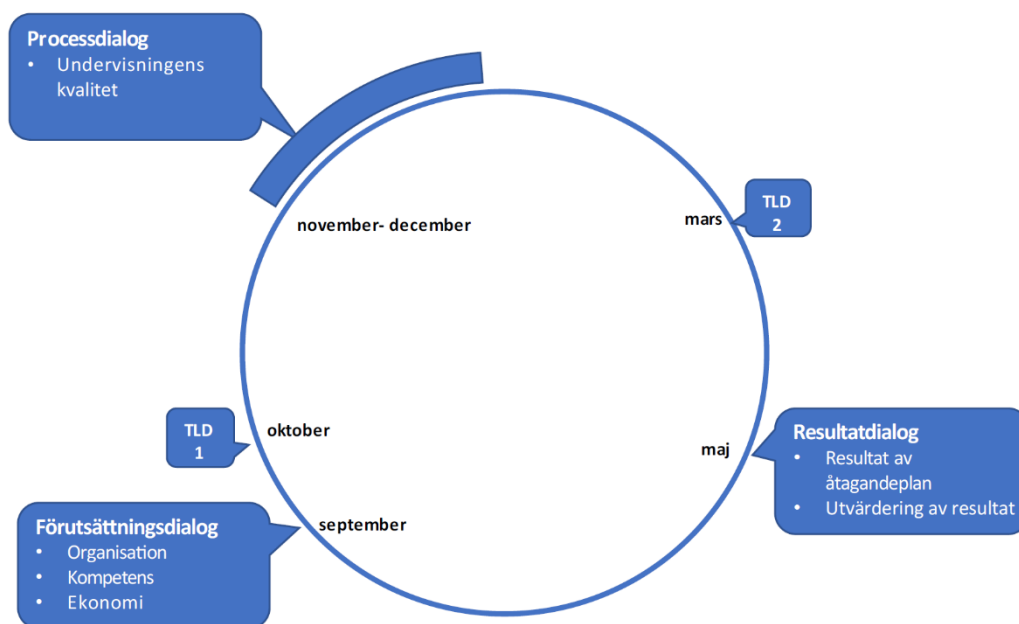 Processdialog
• Undervisningens
kvalitet
november- december
mars
TLD
2
TLD
1
oktober
maj
Resultatdialog
• Resultat av
åtagandeplan
• Utvärdering av resultat
september
Förutsättningsdialog
• Organisation
• Kompetens
• Ekonomi